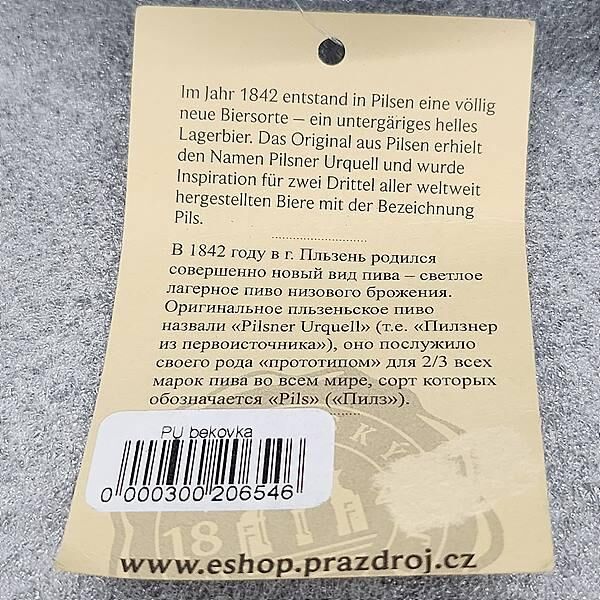 Im Jahr 1842 entstand in Pilsen eine völlig
neue Biersorte – ein untergäriges helles
Lagerbier. Das Original aus Pilsen erhielt
den Namen Pilsner Urquell und wurde
Inspiration für zwei Drittel aller weltweit
hergestellten Biere mit der Bezeichnung
Pils.
В 1842 году в г. Пльзень родился
совершенно новый вид пива – светлое
лагерное пиво низового брожения.
Оригинальное пльзеньское пиво
назвали «Pilsner Urquell» (т.е. «Пилзнер
из первоисточника»), оно послужило
своего рода «прототипом» для 2/3 всех
марок пива во всем мире, сорт которых
обозначается «Pils» («Пилз»).
PU bekovka
0 000300 206546
18
www.eshop.prazdroj.cz